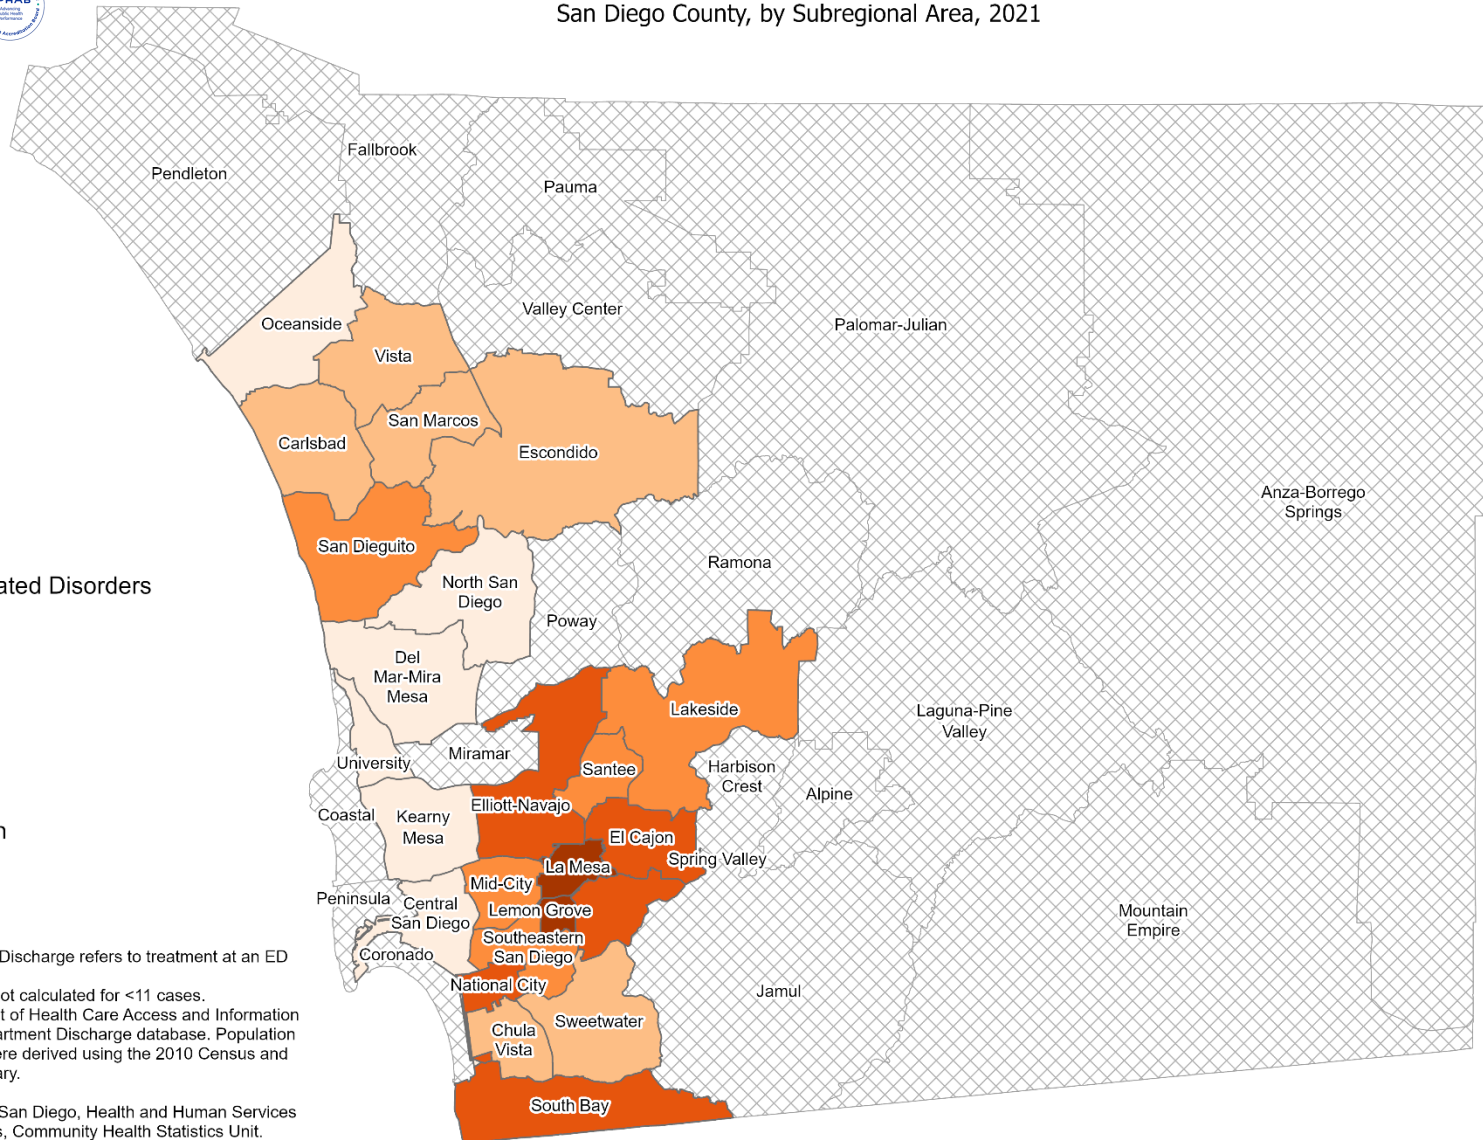 San Diego County, by Subregional Area, 2021
Advancing
Pendleton
Fallbrook
Pauma
Oceanside
Valley Center
Palomar-Julian
Vista
San Marcos
Carlsbad
Escondido
Anza-Borrego
Springs
San Dieguito
Ramona
North San
Diego
ated Disorders
Poway
Del
Mar-Mira
Mesa
Lakeside
Laguna-Pine
Valley
Miramar
University
Santee
Harbison
Crest
Alpine
Elliott-Navajo
Coastal
Kearny
Mesa
n
El Cajon
Spring Valley
La Mesa
Mid-City
Peninsula
Central
San Diego
Lemon Grove
Mountain
Empire
Southeastern
San Diego
Coronado
Discharge refers to treatment at an ED
National City
Jamul
ot calculated for <11 cases.
t of Health Care Access and Information
artment Discharge database. Population
ere derived using the 2010 Census and
ary.
Chula
Vista
Sweetwater
South Bay
San Diego, Health and Human Services
s, Community Health Statistics Unit.